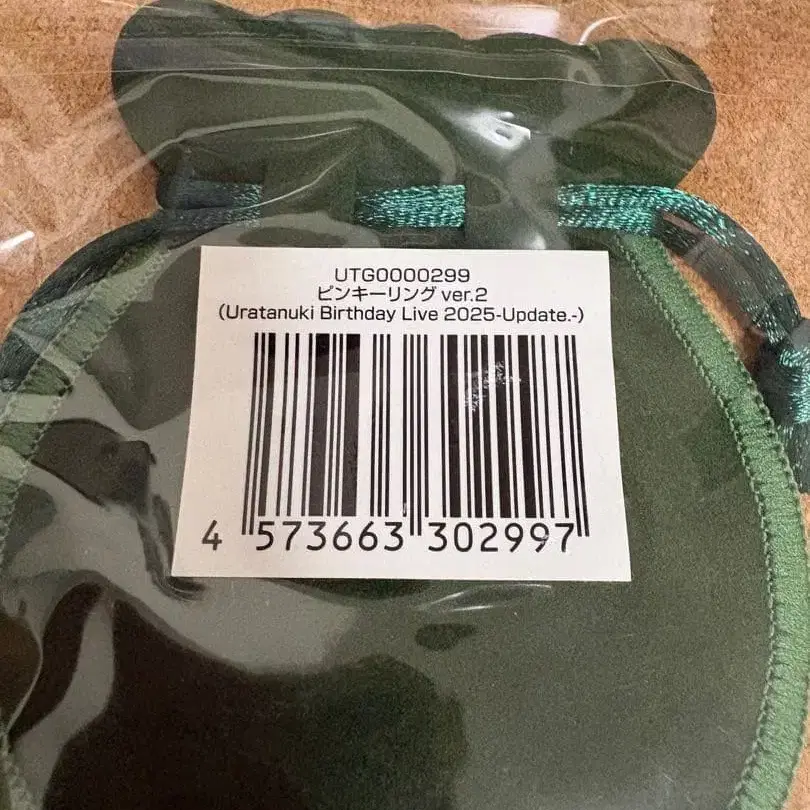 UTG0000299
ピンキーリング ver.2
(Uratanuki Birthday Live 2025-Update.-)
4 573663 302997